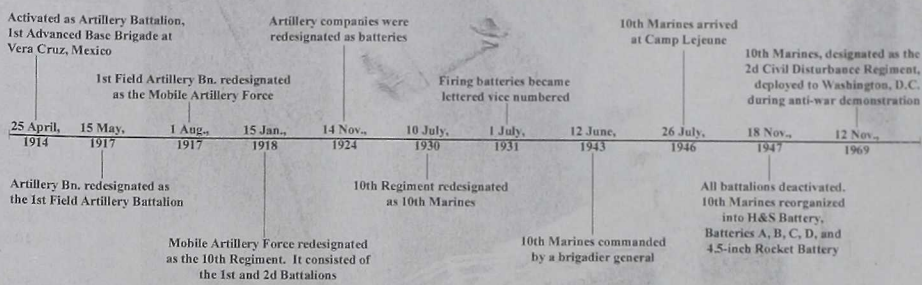 Activated as Artillery Battalion,
1st Advanced Base Brigade at
Vera Cruz, Mexico
1st Field Artillery Bn. redesignated
as the Mobile Artillery Force
Artillery companies were
redesignated as batteries
Firing batteries became
lettered vice numbered
10th Marines arrived
at Camp Lejeune
10th Marines, designated as the
2d Civil Disturbance Regiment,
deployed to Washington, D.C.
during anti-war demonstration
25 April,
1914
15 May,
1917
1 Aug.,
1917
15 Jan.,
1918
14 Nov.,
1924
10 July,
1930
1 July,
1931
12 June,
1943
26 July,
1946
18 Nov.,
1947
12 Nov.,
1969
Artillery Bn. redesignated as
the 1st Field Artillery Battalion
Mobile Artillery Force redesignated
as the 10th Regiment. It consisted of
the 1st and 2d Battalions
10th Regiment redesignated
as 10th Marines
10th Marines commanded
by a brigadier general
All battalions deactivated.
10th Marines reorganized
into H&S Battery,
Batteries A, B, C, D, and
4.5-inch Rocket Battery